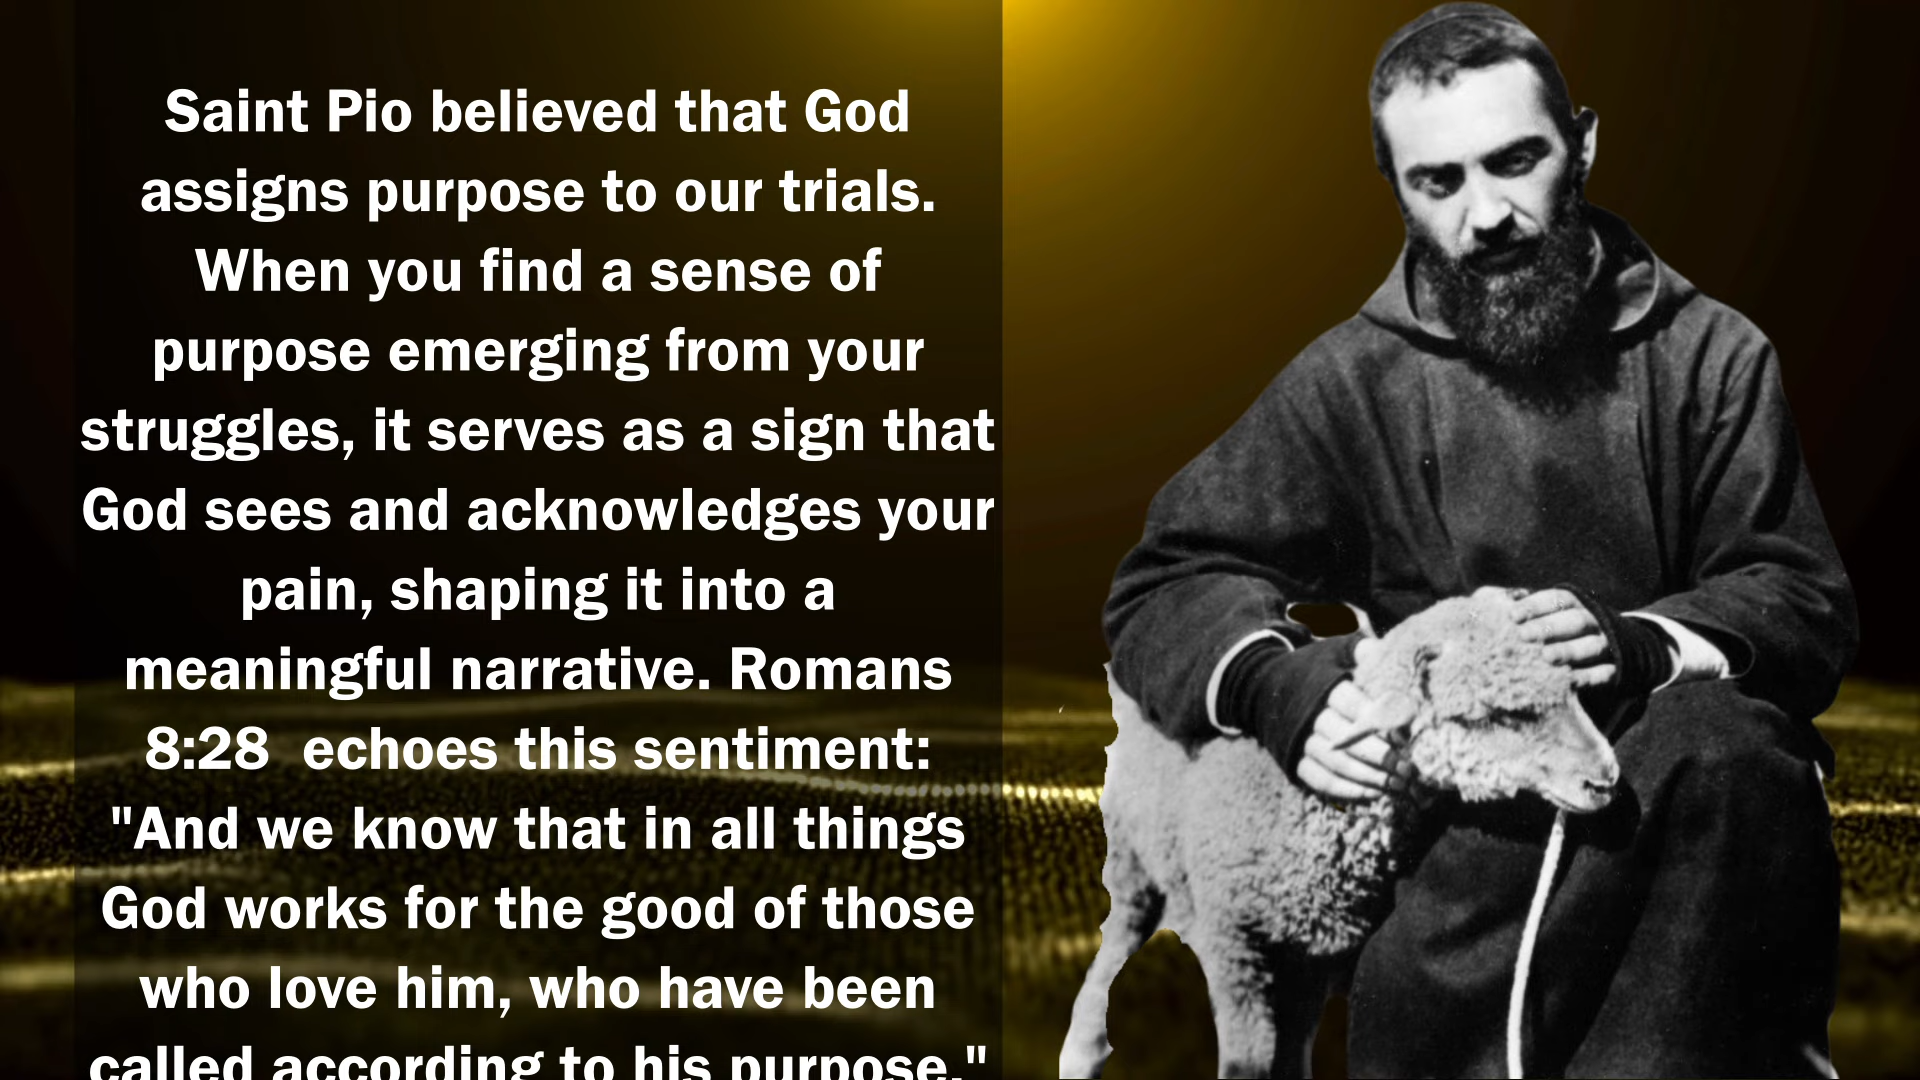 Saint Pio believed that God
assigns purpose to our trials.
When you find a sense of
purpose emerging from your
struggles, it serves as a sign that
God sees and acknowledges your
pain, shaping it into a
meaningful narrative. Romans
8:28  echoes this sentiment:
"And we know that in all things
God works for the good of those
who love him, who have been
called according to his purpose."